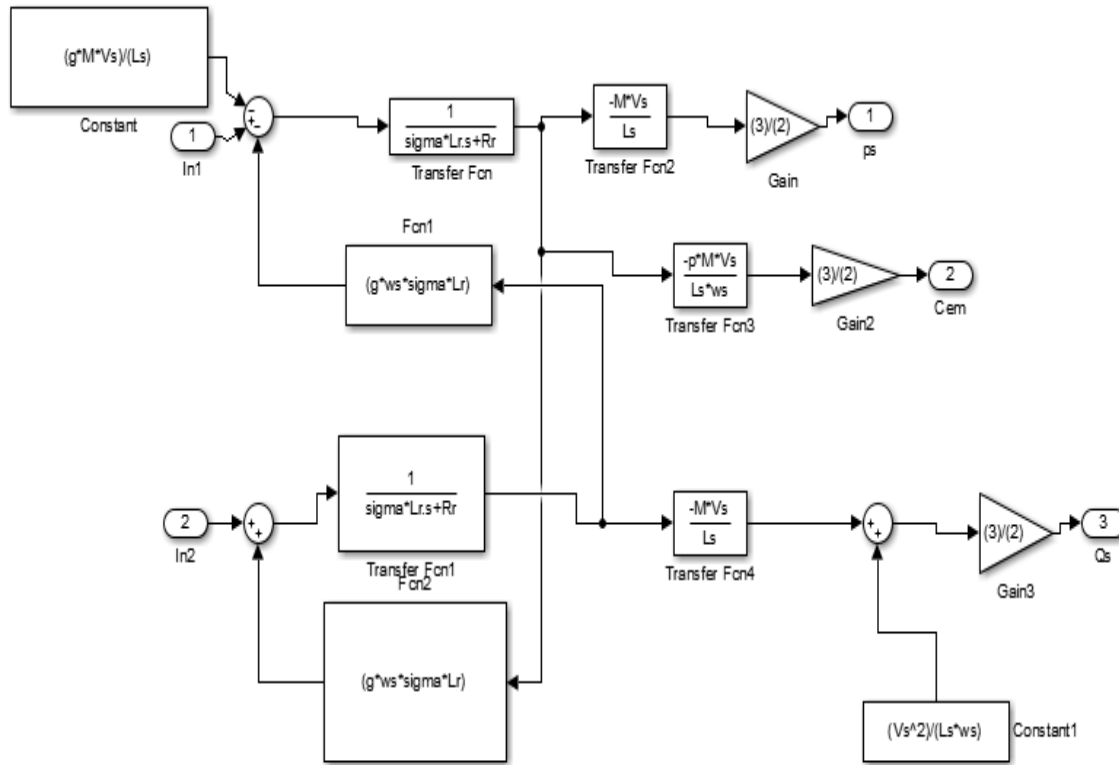 (g*M*Vs)/(Ls)
Constant
1
In1
−
+
−
1
sigma*Lr.s+Rr
Transfer Fcn
-M*Vs
Ls
Transfer Fcn2
(3)/(2)
Gain
1
ps
Fcn1
(g*ws*sigma*Lr)
-p*M*Vs
Ls*ws
Transfer Fcn3
(3)/(2)
Gain2
2
Cem
2
In2
+
+
1
sigma*Lr.s+Rr
Transfer Fcn1
Fcn2
(g*ws*sigma*Lr)
-M*Vs
Ls
Transfer Fcn4
+
+
(3)/(2)
Gain3
3
Qs
(Vs^2)/(Ls*ws)
Constant1